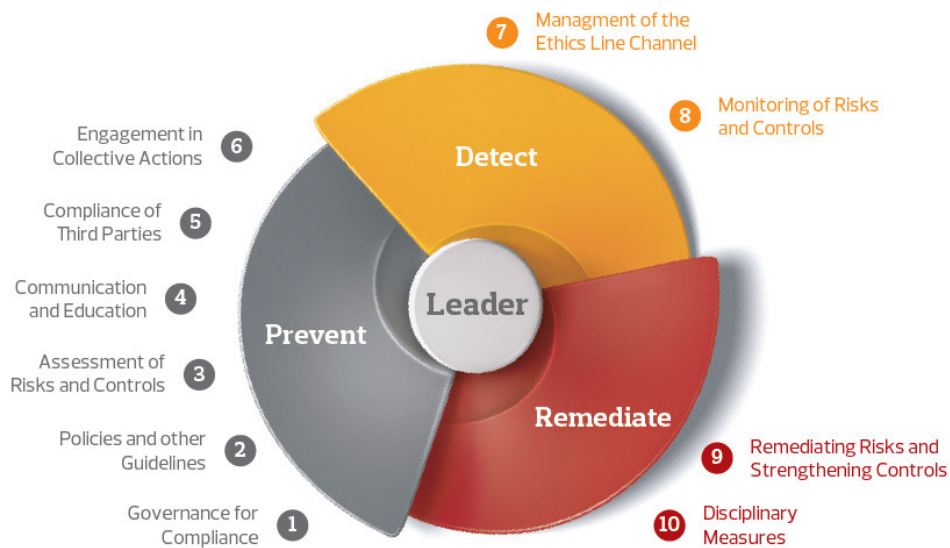 7
Managment of the
Ethics Line Channel
8
Monitoring of Risks
and Controls
Engagement in
Collective Actions
6
Compliance of
Third Parties
5
Communication
and Education
4
Assessment of
Risks and Controls
3
Policies and other
Guidelines
2
Governance for
Compliance
1
Detect
Leader
Prevent
Remediate
9
Remediating Risks and
Strengthening Controls
10
Disciplinary
Measures